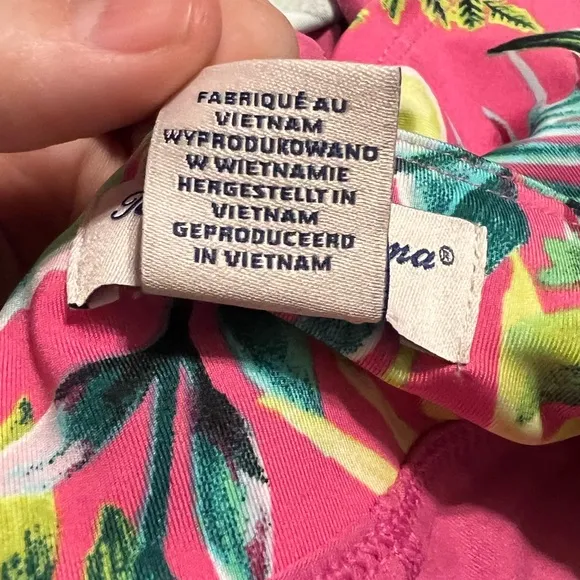 FABRIQUÉ AU
VIETNAM
WYPRODUKOWANO
W WIETNAMIE
HERGESTELLT IN
VIETNAM
GEPRODUCEERD
IN VIETNAM